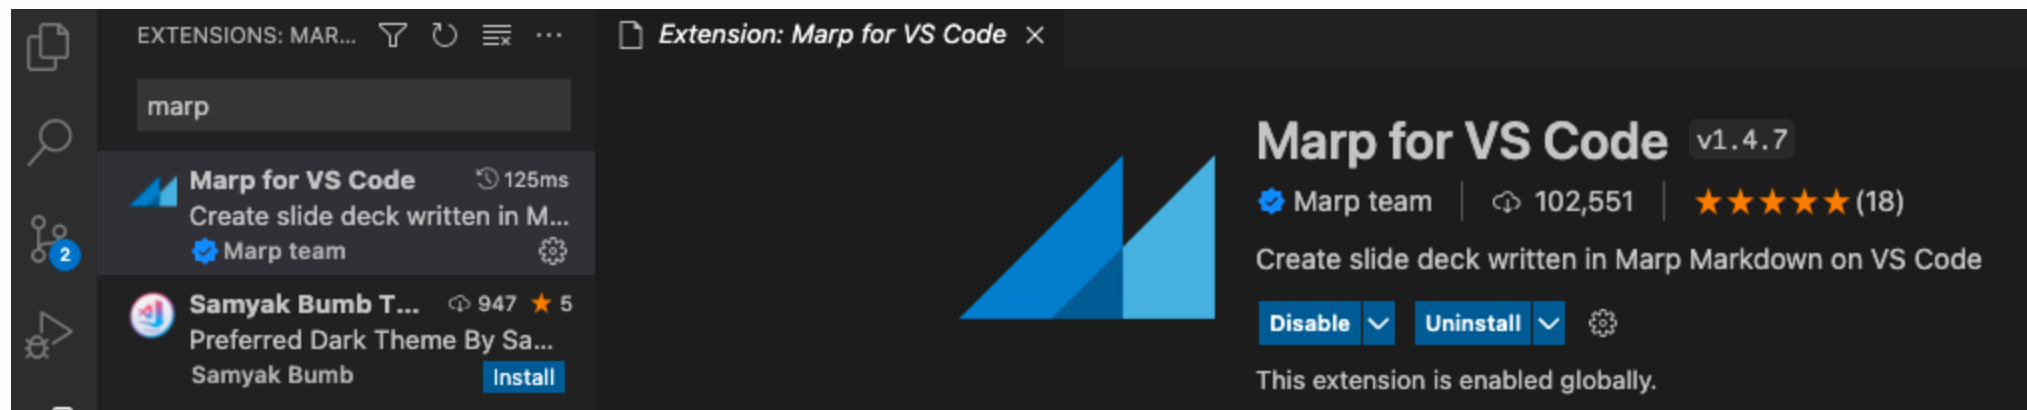 EXTENSIONS: MAR...
marp
Marp for VS Code 125ms
Create slide deck written in M...
Marp team
Samyak Bumb T... 947 5
Preferred Dark Theme By Sa...
Samyak Bumb Install
2
Extension: Marp for VS Code
Marp for VS Code v1.4.7
Marp team 102,551 (18)
Create slide deck written in Marp Markdown on VS Code
Disable Uninstall
This extension is enabled globally.